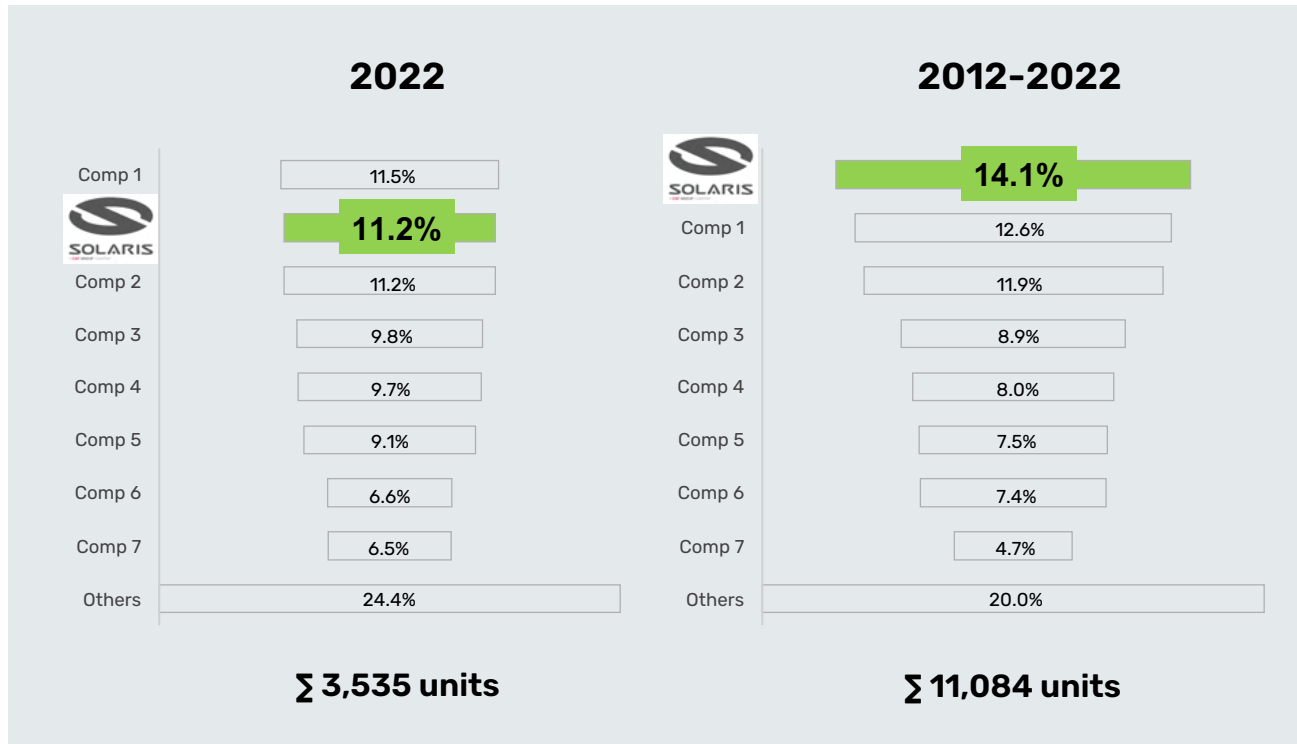 2022
Comp 1
11.5%
SOLARIS
11.2%
Comp 2
11.2%
Comp 3
9.8%
Comp 4
9.7%
Comp 5
9.1%
Comp 6
6.6%
Comp 7
6.5%
Others
24.4%
∑ 3,535 units
2012-2022
SOLARIS
14.1%
Comp 1
12.6%
Comp 2
11.9%
Comp 3
8.9%
Comp 4
8.0%
Comp 5
7.5%
Comp 6
7.4%
Comp 7
4.7%
Others
20.0%
∑ 11,084 units